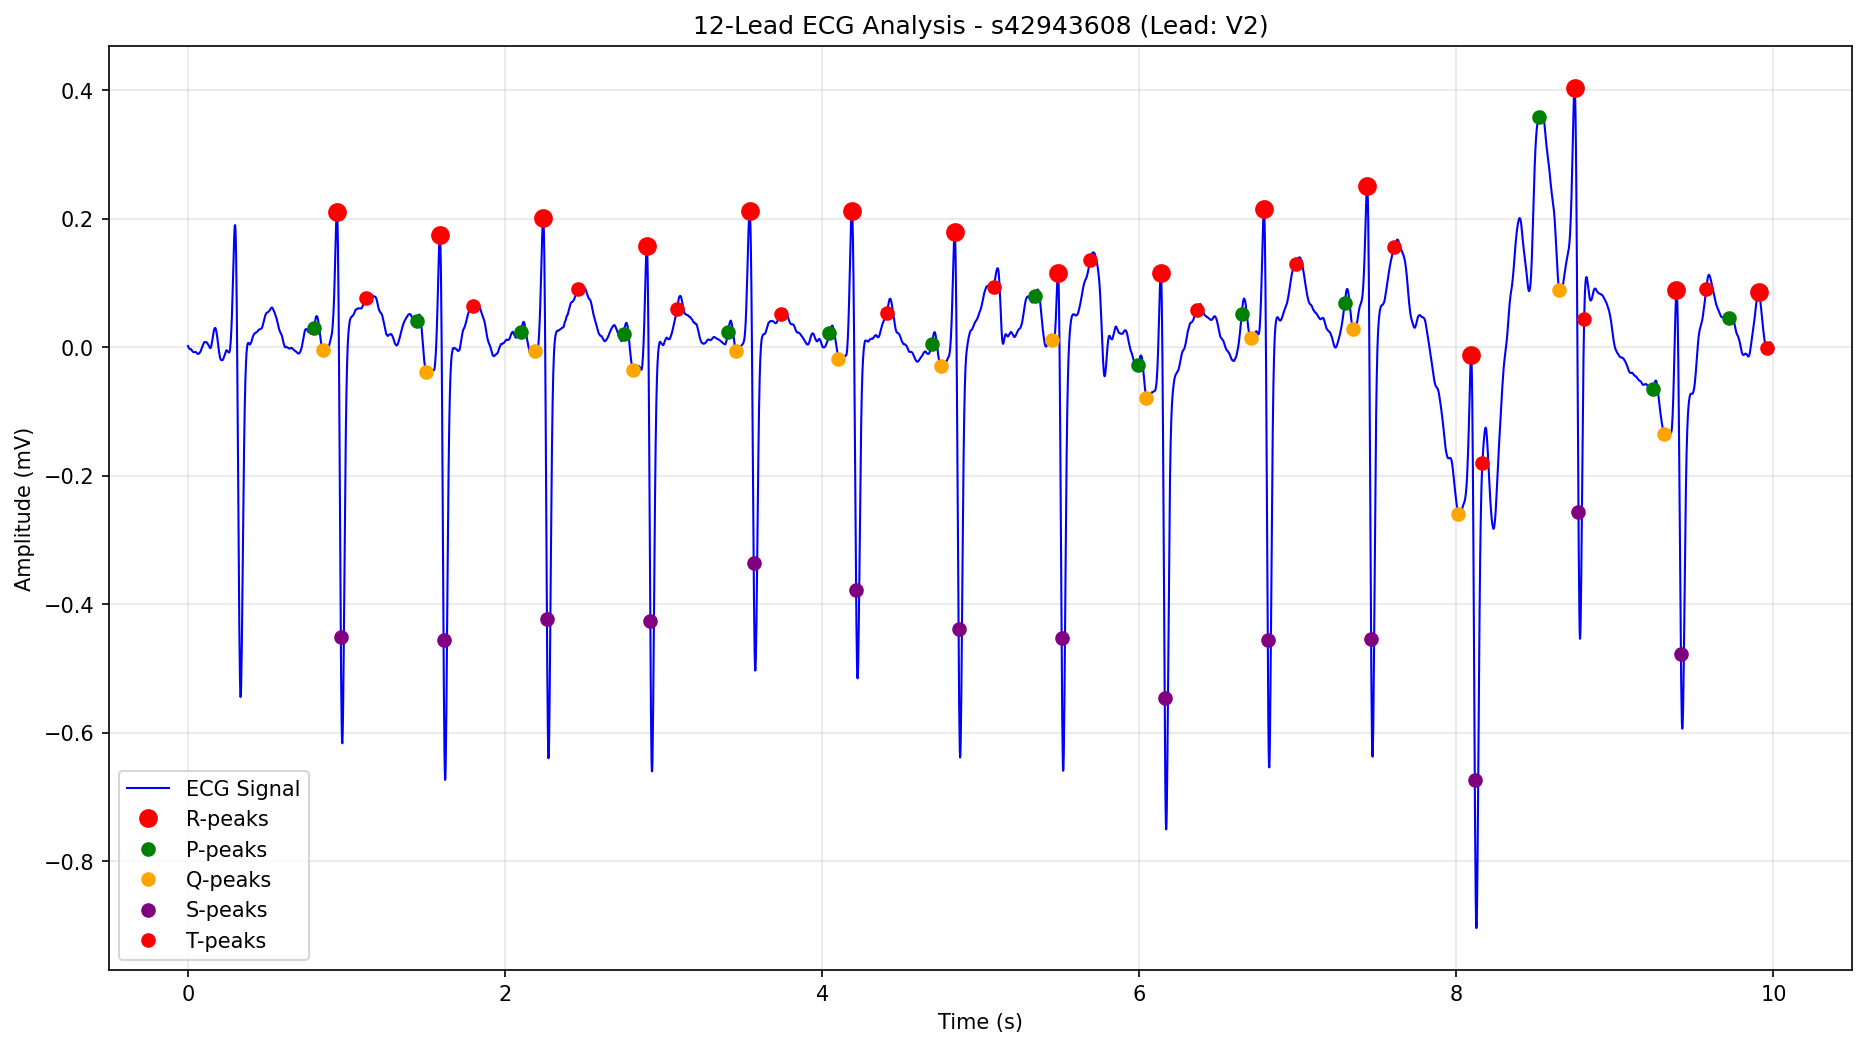 12-Lead ECG Analysis - s42943608 (Lead: V2)
Amplitude (mV)
0.4
0.2
0.0
−0.2
−0.4
−0.6
−0.8
ECG Signal
R-peaks
P-peaks
Q-peaks
S-peaks
T-peaks
0 2 4 6 8 10
Time (s)